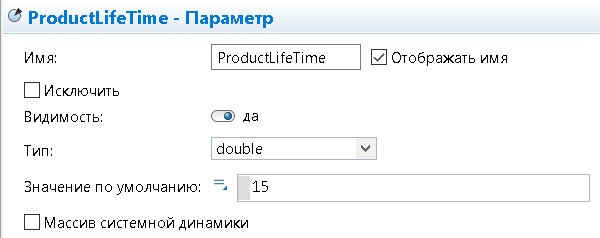 ProductLifeTime - Параметр
Имя: ProductLifeTime Отображать имя
Исключить
Видимость: да
Тип: double
Значение по умолчанию: 15
Массив системной динамики